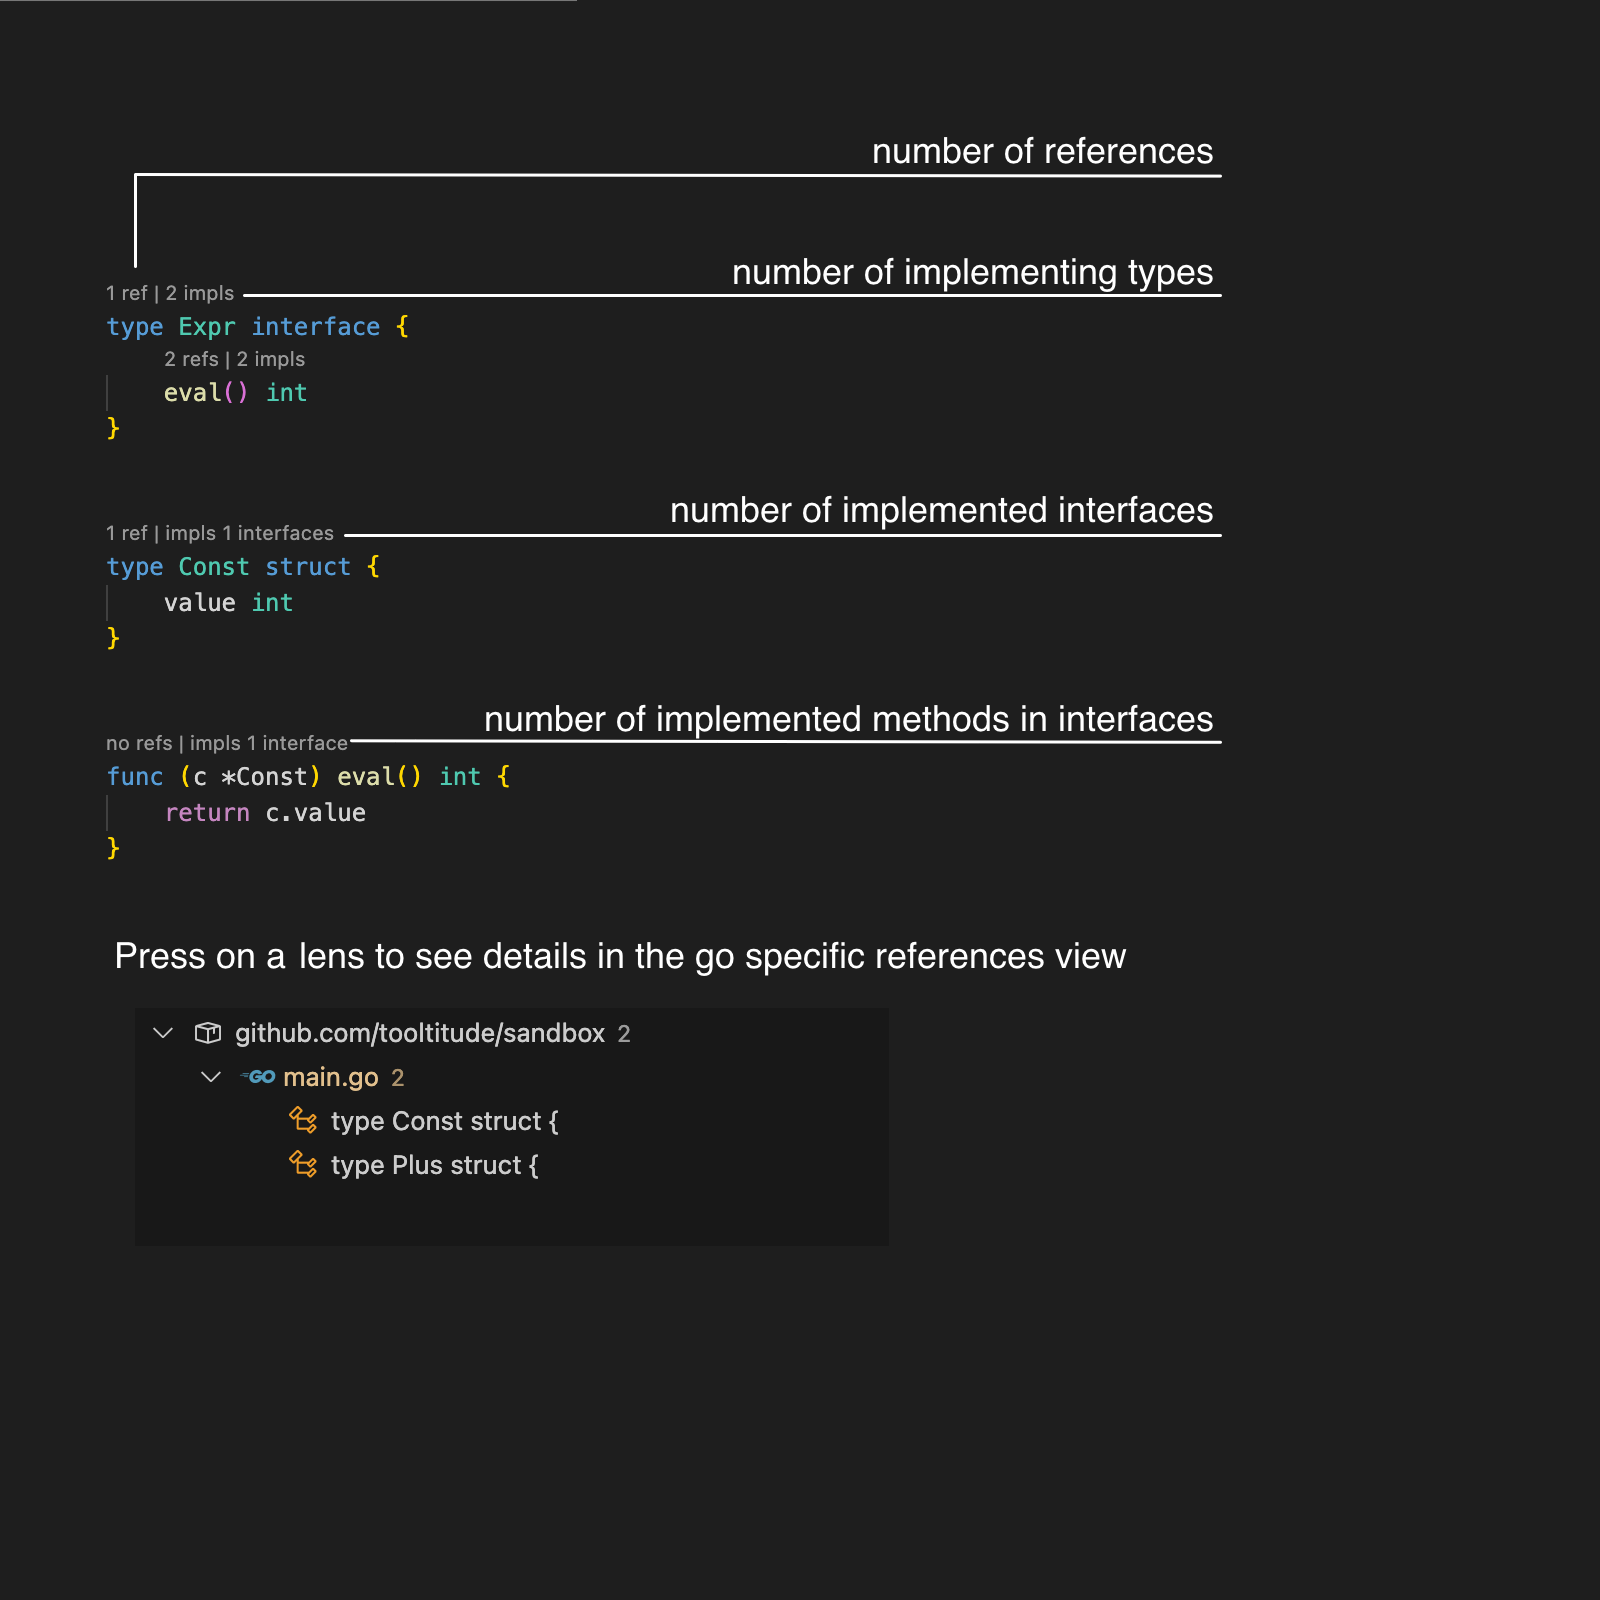 number of references
number of implementing types
1 ref | 2 impls
type Expr interface {
2 refs | 2 impls
eval() int
}
number of implemented interfaces
1 ref | impls 1 interfaces
type Const struct {
value int
}
number of implemented methods in interfaces
no refs | impls 1 interface
func (c *Const) eval() int {
return c.value
}
Press on a lens to see details in the go specific references view
github.com/tooltitude/sandbox 2
GO main.go 2
type Const struct {
type Plus struct {